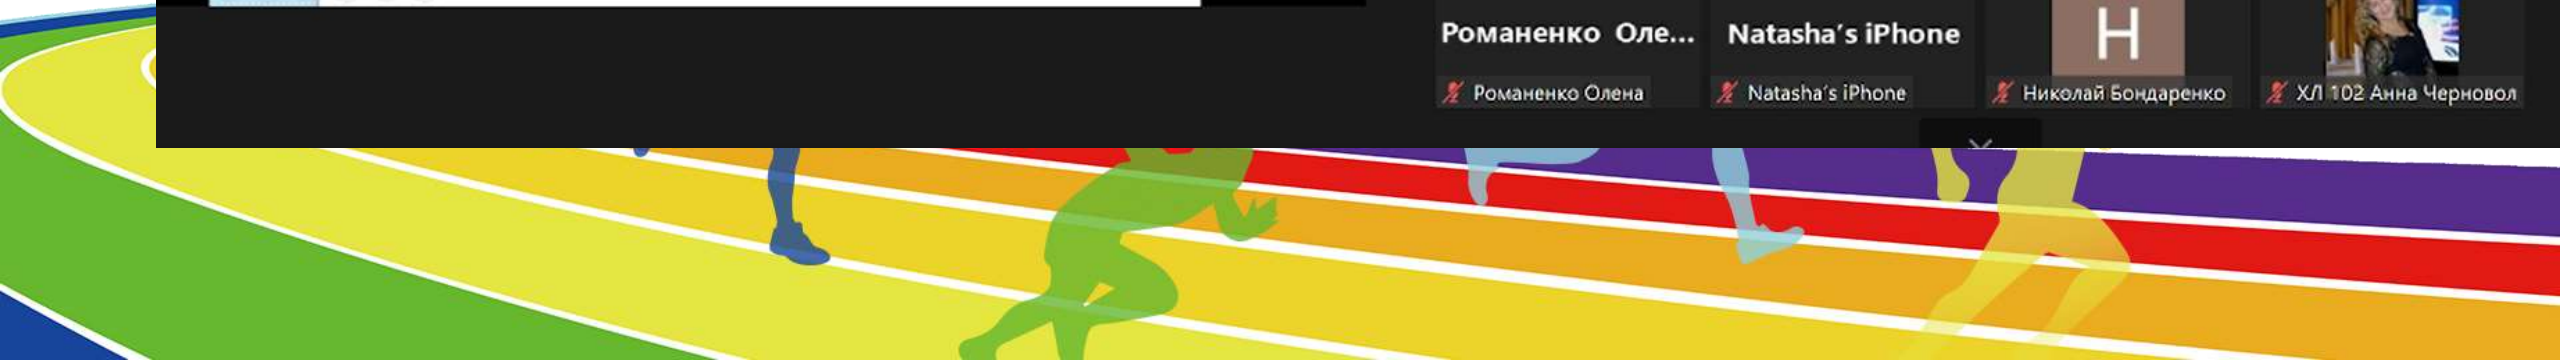 Романенко Оле...
Natasha's iPhone
H
Романенко Олена
Natasha's iPhone
Николай Бондаренко
ХЛ 102 Анна Черновол